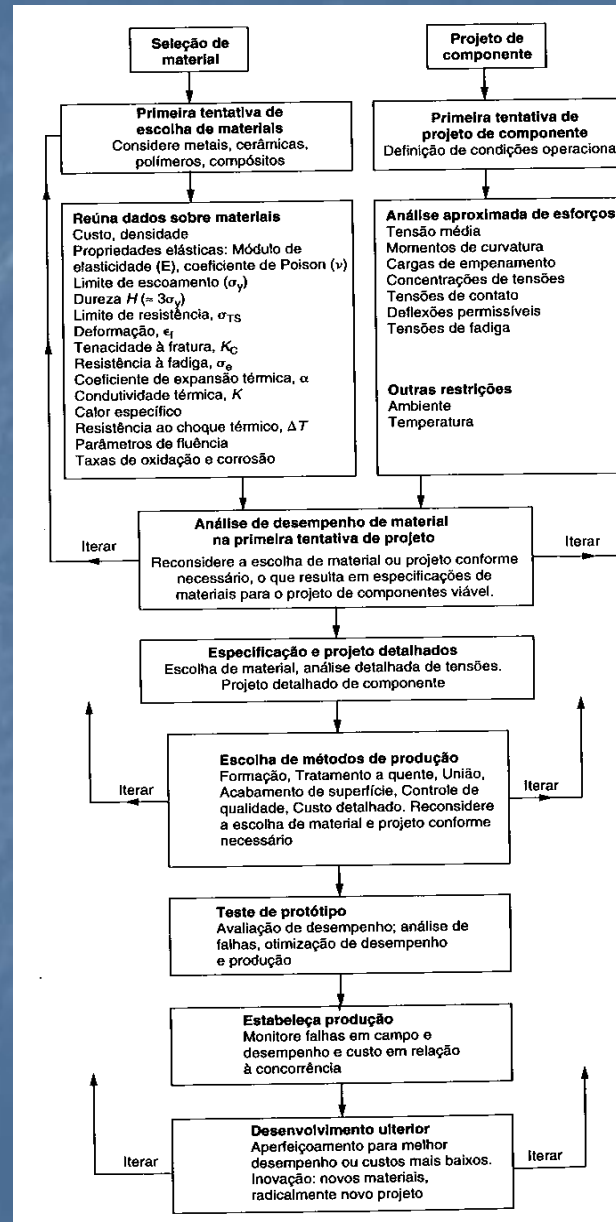 Seleção de
material
Projeto de
componente
Primeira tentativa de
escolha de materiais
Considere metais, cerâmicas,
polímeros, compósitos
Primeira tentativa de
projeto de componente
Definição de condições operaciona
Reúna dados sobre materiais
Custo, densidade
Propriedades elásticas: Módulo de
elasticidade (E), coeficiente de Poison (ν)
Limite de escoamento (σy)
Dureza H (≈ 3σy)
Limite de resistência, σTS
Deformação, εf
Tenacidade à fratura, KC
Resistência à fadiga, σe
Coeficiente de expansão térmica, α
Condutividade térmica, K
Calor específico
Resistência ao choque térmico, ΔT
Parâmetros de fluência
Taxas de oxidação e corrosão
Análise aproximada de esforços
Tensão média
Momentos de curvatura
Cargas de empenamento
Concentrações de tensões
Tensões de contato
Deflexões permissíveis
Tensões de fadiga
Outras restrições
Ambiente
Temperatura
Iterar
Análise de desempenho de material
na primeira tentativa de projeto
Reconsidere a escolha de material ou projeto conforme
necessário, o que resulta em especificações de
materiais para o projeto de componentes viável.
Iterar
Especificação e projeto detalhados
Escolha de material, análise detalhada de tensões.
Projeto detalhado de componente
Iterar
Escolha de métodos de produção
Formação, Tratamento a quente, União,
Acabamento de superfície, Controle de
qualidade, Custo detalhado. Reconsidere
a escolha de material e projeto conforme
necessário
Iterar
Teste de protótipo
Avaliação de desempenho; análise de
falhas, otimização de desempenho
e produção
Estabeleça produção
Monitore falhas em campo e
desempenho e custo em relação
à concorrência
Iterar
Desenvolvimento ulterior
Aperfeiçoamento para melhor
desempenho ou custos mais baixos.
Inovação: novos materiais,
radicalmente novo projeto
Iterar